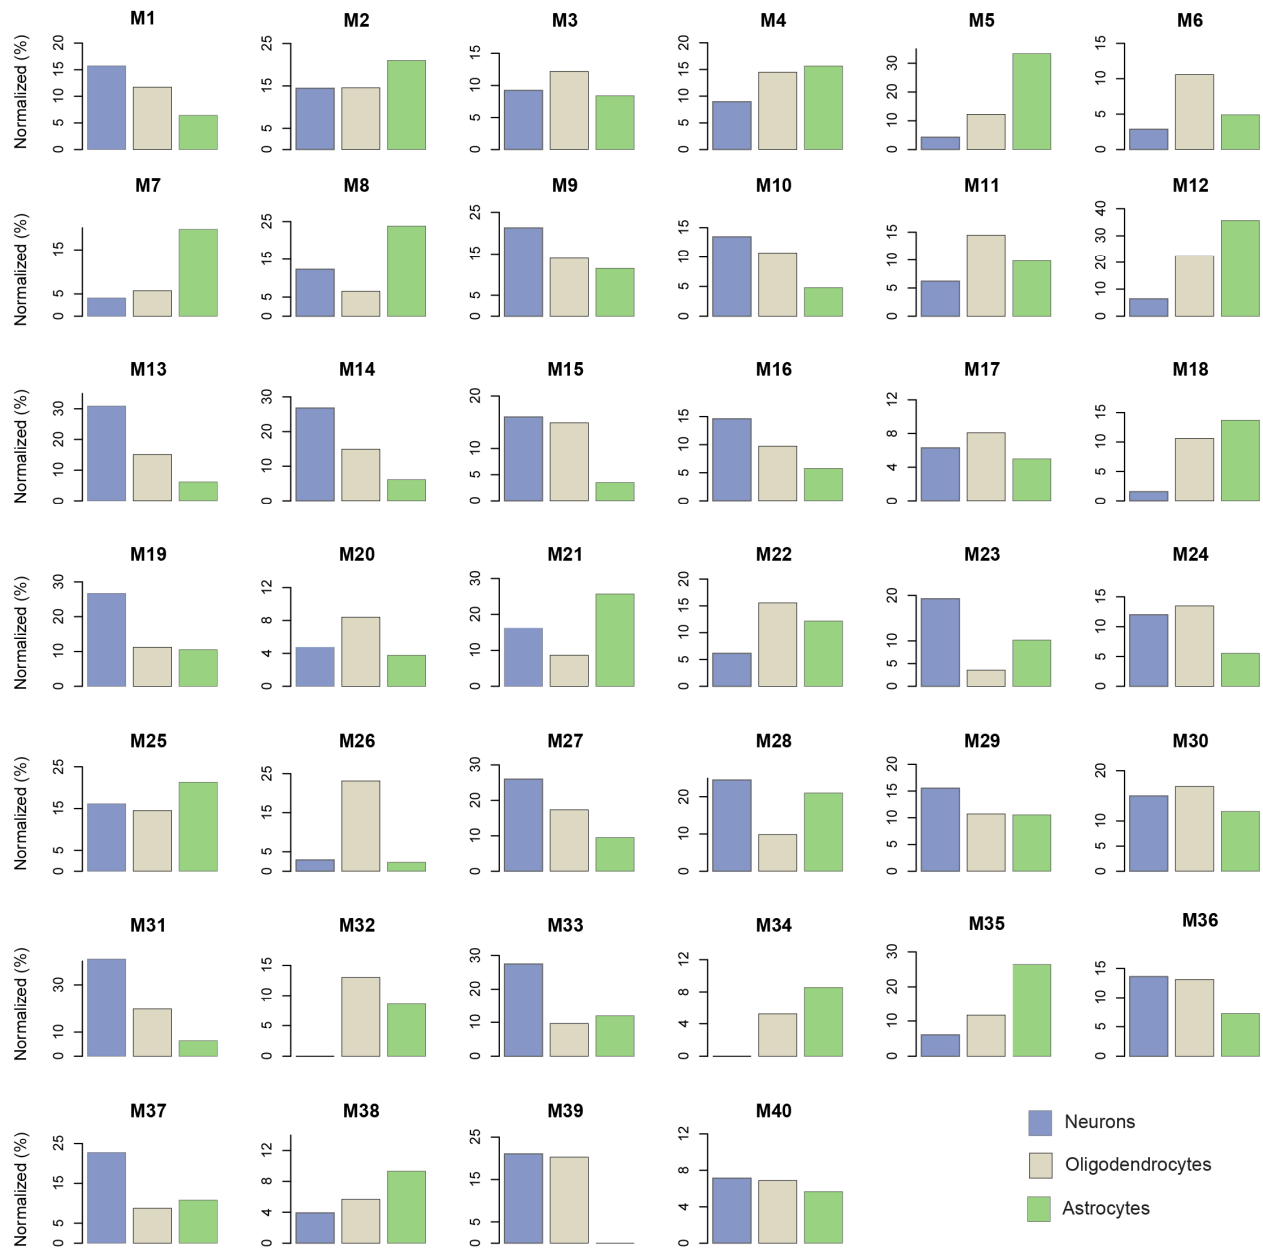 M1 M2 M3 M4 M5 M6
Normalized (%)
0 5 10 15 20
0 5 15 25
0 5 10 15
0 5 10 15 20
0 10 20 30
0 5 10 15
M7 M8 M9 M10 M11 M12
Normalized (%)
0 5 15
0 5 15 25
0 5 15 25
0 5 10 15
0 5 10 15
0 10 20 30 40
M13 M14 M15 M16 M17 M18
Normalized (%)
0 10 20 30
0 10 20 30
0 5 10 20
0 5 10 15
0 4 8 12
0 5 10 15
M19 M20 M21 M22 M23 M24
Normalized (%)
0 10 20 30
0 4 8 12
0 10 20 30
0 5 10 15 20
0 5 10 20
0 5 10 15
M25 M26 M27 M28 M29 M30
Normalized (%)
0 5 15 25
0 5 15 25
0 10 20 30
0 10 20
0 5 10 15 20
0 5 10 20
M31 M32 M33 M34 M35 M36
Normalized (%)
0 10 30
0 5 10 15
0 10 20 30
0 4 8 12
0 10 20 30
0 5 10 15
M37 M38 M39 M40
Normalized (%)
0 5 15 25
0 4 8 12
0 5 15 25
0 4 8 12
Neurons
Oligodendrocytes
Astrocytes